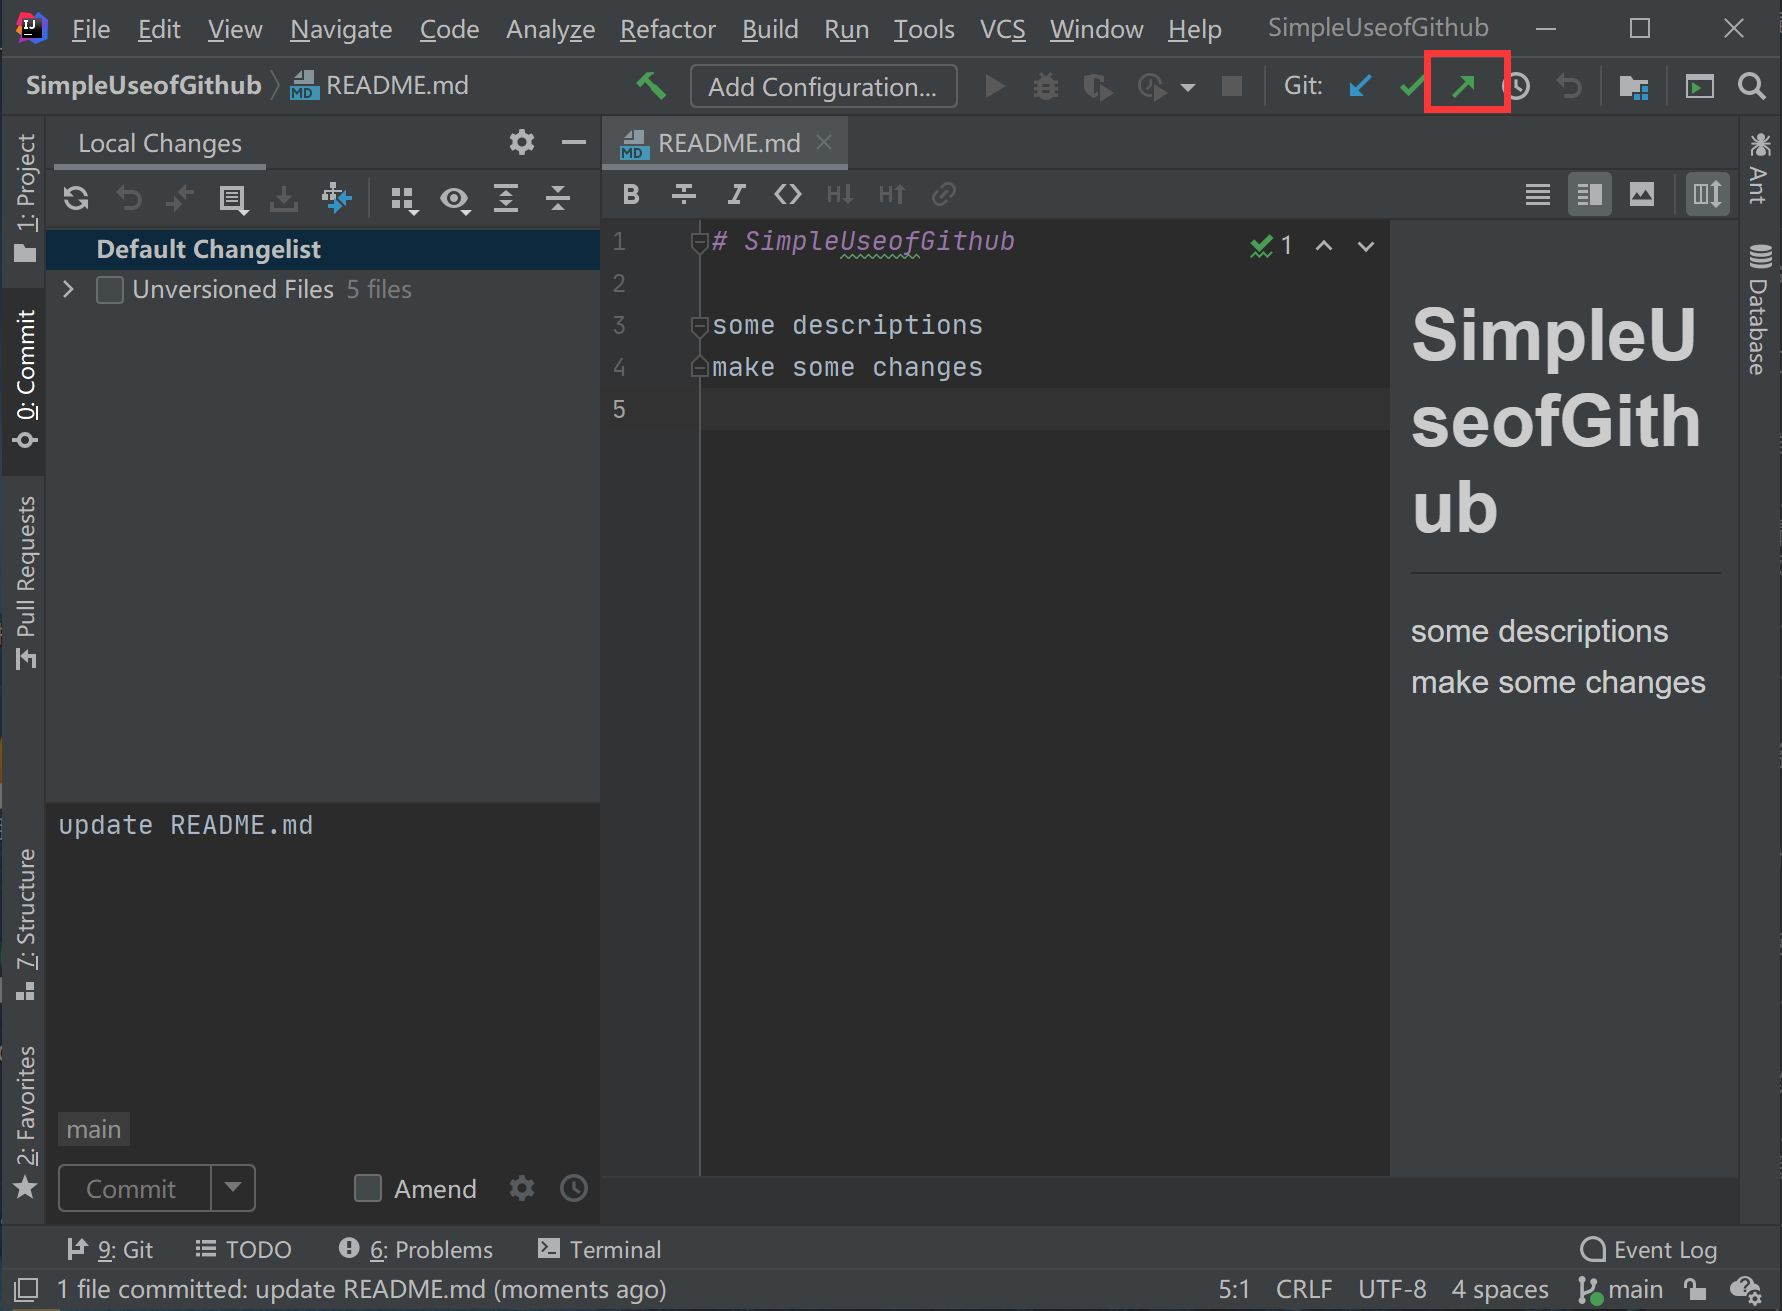 File Edit View Navigate Code Analyze Refactor Build Run Tools VCS Window Help SimpleUseofGithub
SimpleUseofGithub README.md Add Configuration... Git:
Local Changes
README.md
1: Project
0: Commit
Pull Requests
7: Structure
2: Favorites
Default Changelist
Unversioned Files 5 files
update README.md
main
Commit Amend
1 # SimpleUseofGithub
2
3 some descriptions
4 make some changes
5
1
SimpleU
seofGith
ub
some descriptions
make some changes
Ant
Database
9: Git TODO 6: Problems Terminal Event Log
1 file committed: update README.md (moments ago) 5:1 CRLF UTF-8 4 spaces main